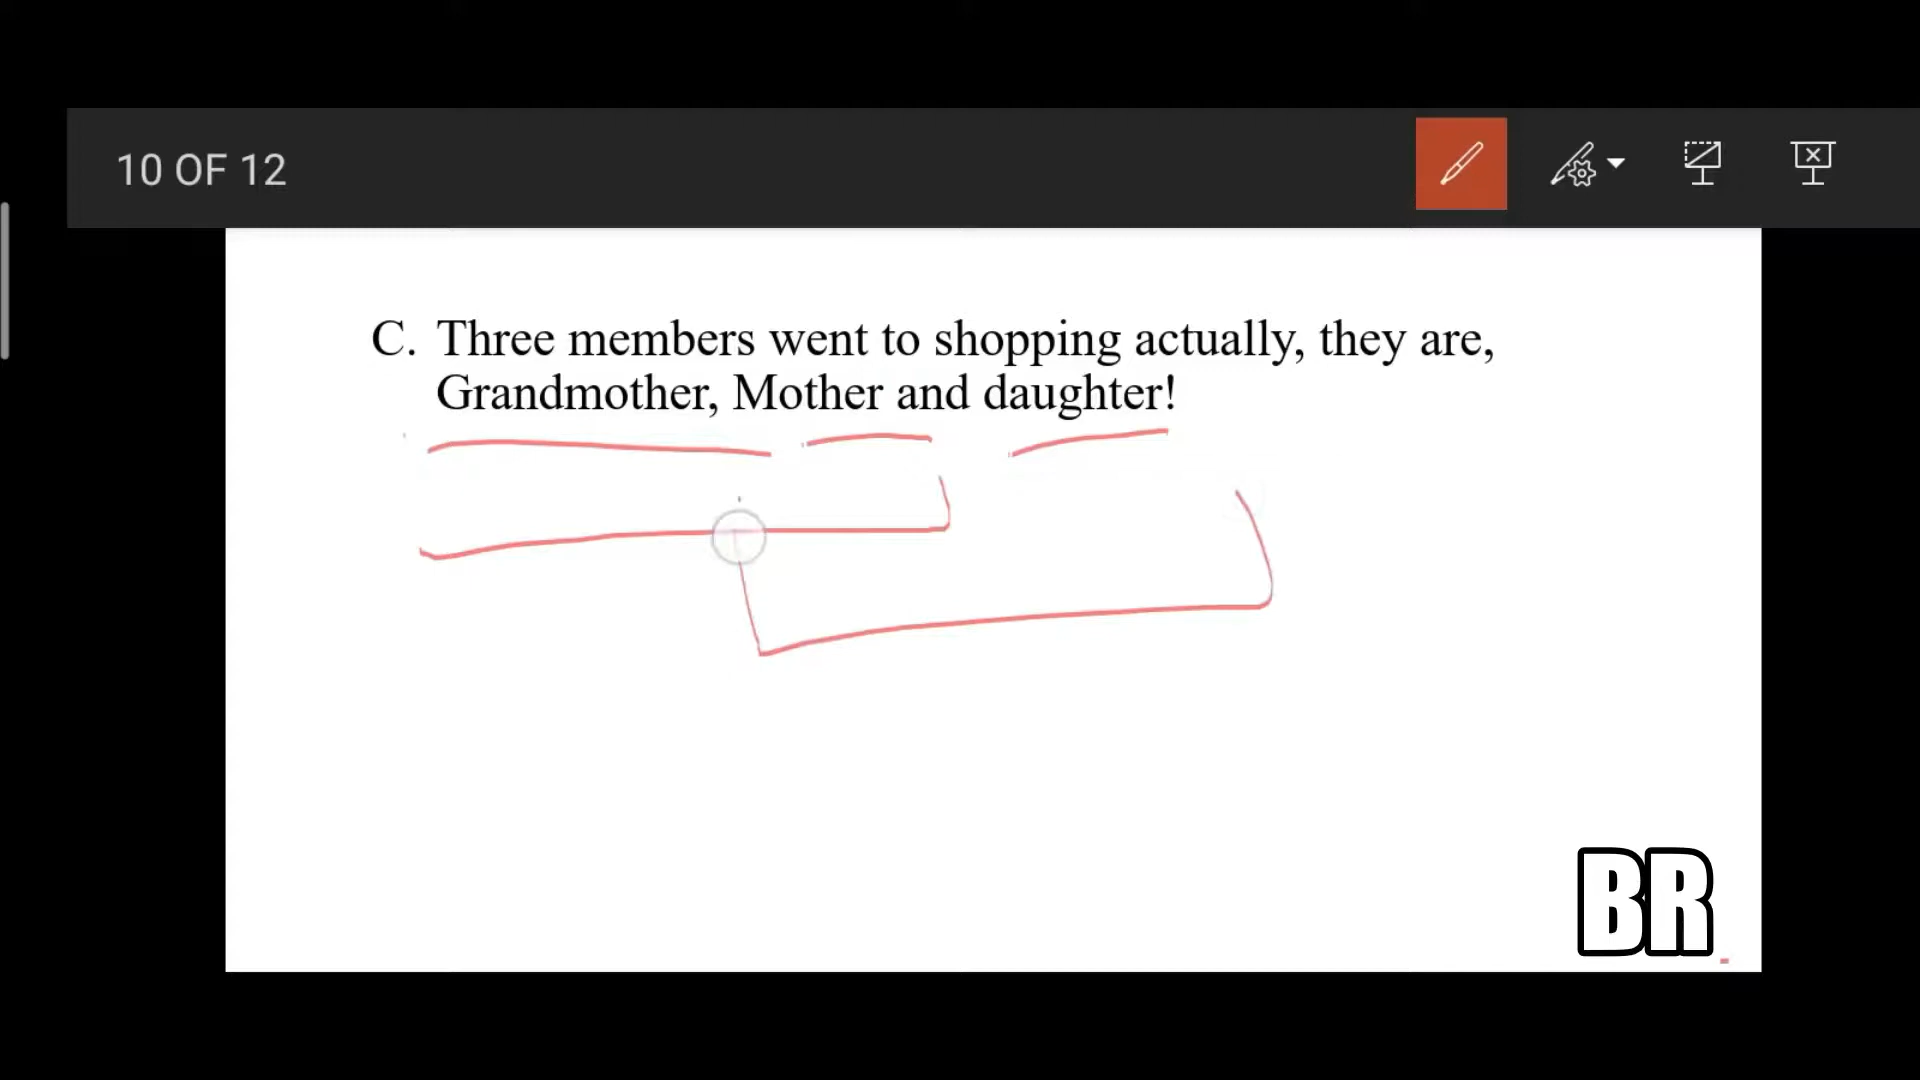 10 OF 12
C. Three members went to shopping actually, they are,
Grandmother, Mother and daughter!
BR